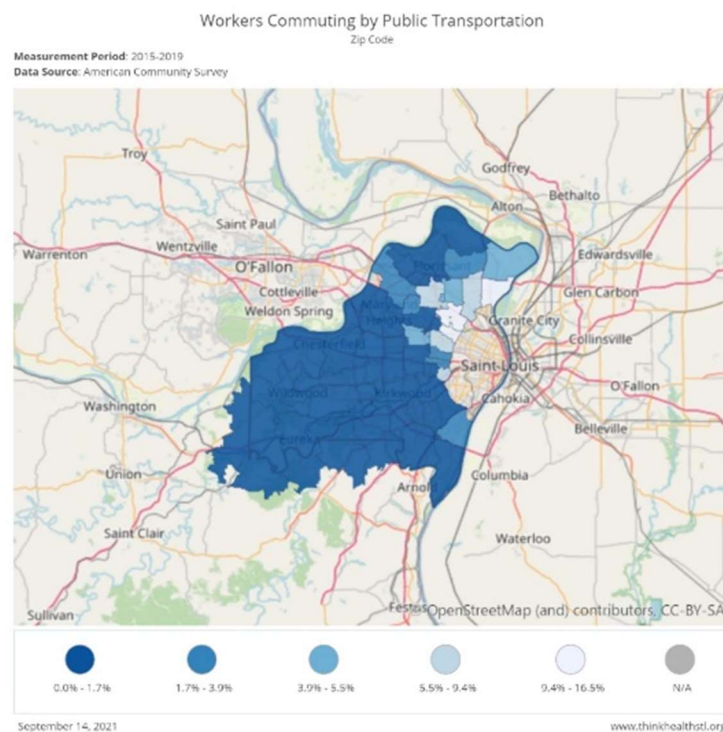 Workers Commuting by Public Transportation
Zip Code
Measurement Period: 2015-2019
Data Source: American Community Survey
Troy
Godfrey
Bethalto
Alton
Saint Paul
Wentzville
Edwardsville
Warrenton
O'Fallon
Florissant
Cottleville
Glen Carbon
Maryland
Heights
Weldon Spring
Granite City
Chesterfield
Collinsville
Saint Louis
O'Fallon
Wildwood
Kirkwood
Cahokia
Washington
Belleville
Eureka
Union
Columbia
Arnold
Saint Clair
Waterloo
Sullivan
Festus
OpenStreetMap (and) contributors, CC-BY-SA
0.0% - 1.7%
1.7% - 3.9%
3.9% - 5.5%
5.5% - 9.4%
9.4% - 16.5%
N/A
September 14, 2021
www.thinkhealthstl.org